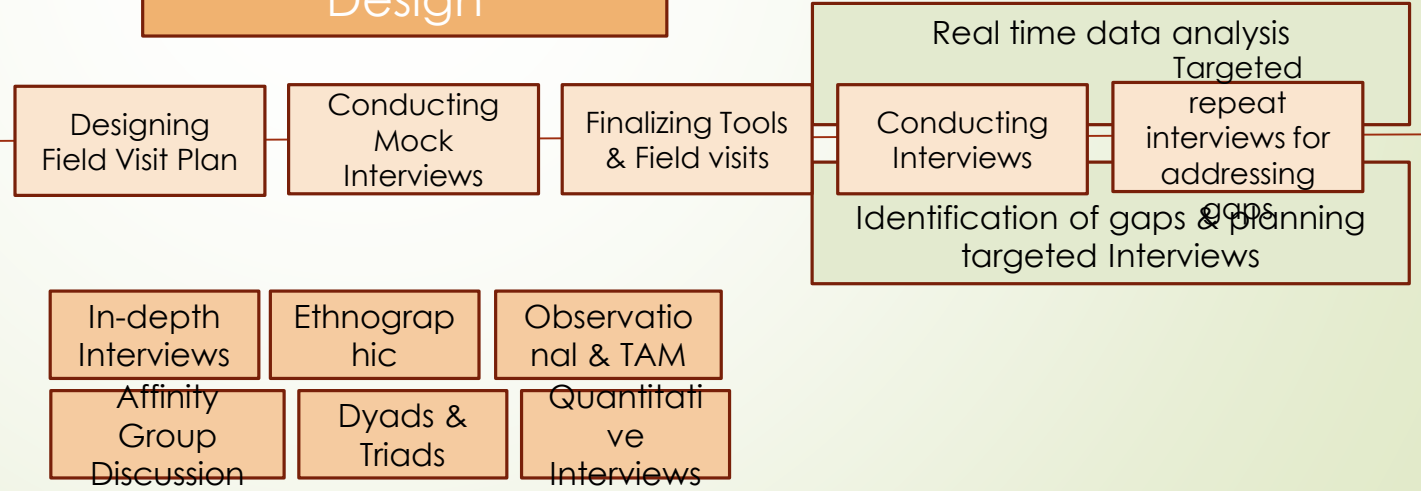 Design
Real time data analysis
Designing
Field Visit Plan
Conducting
Mock
Interviews
Finalizing Tools
& Field visits
Conducting
Interviews
Targeted
repeat
interviews for
addressing
gaps
Identification of gaps & planning
targeted Interviews
In-depth
Interviews
Ethnograp
hic
Observatio
nal & TAM
Affinity
Group
Discussion
Dyads &
Triads
Quantitati
ve
Interviews